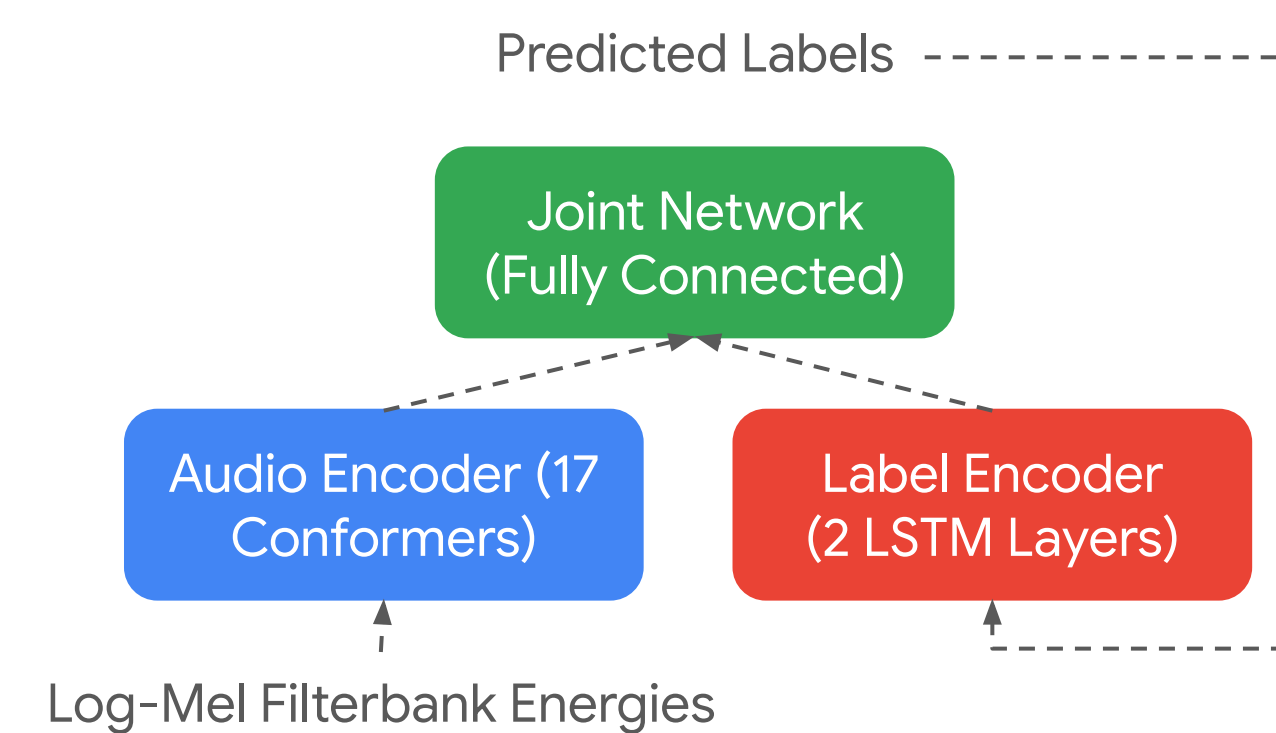 Predicted Labels
Joint Network
(Fully Connected)
Audio Encoder (17
Conformers)
Label Encoder
(2 LSTM Layers)
Log-Mel Filterbank Energies